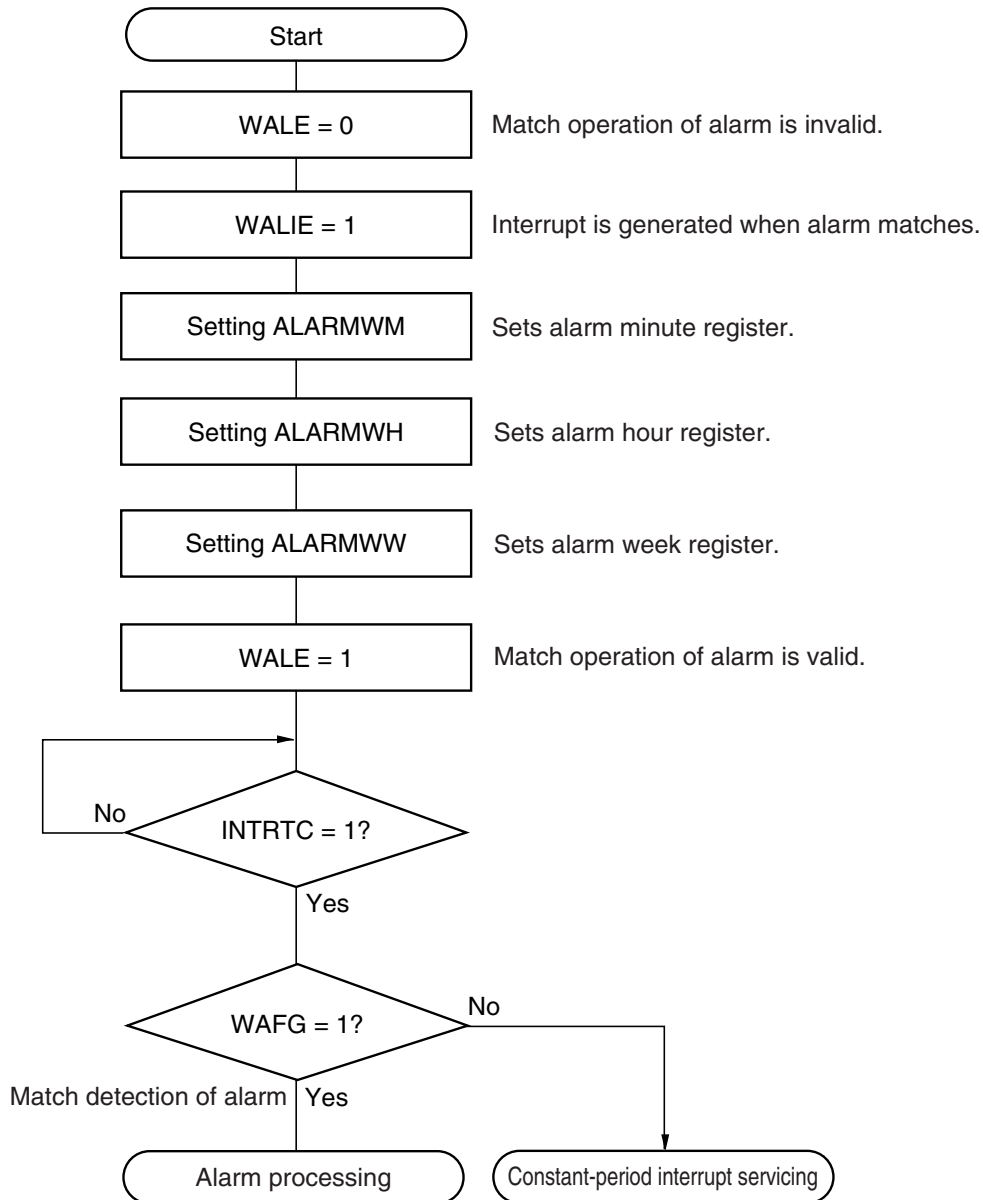 Start
WALE = 0
Match operation of alarm is invalid.
WALIE = 1
Interrupt is generated when alarm matches.
Setting ALARMWM
Sets alarm minute register.
Setting ALARMWH
Sets alarm hour register.
Setting ALARMWW
Sets alarm week register.
WALE = 1
Match operation of alarm is valid.
No
INTRTC = 1?
Yes
WAFG = 1?
No
Match detection of alarm
Yes
Alarm processing
Constant-period interrupt servicing